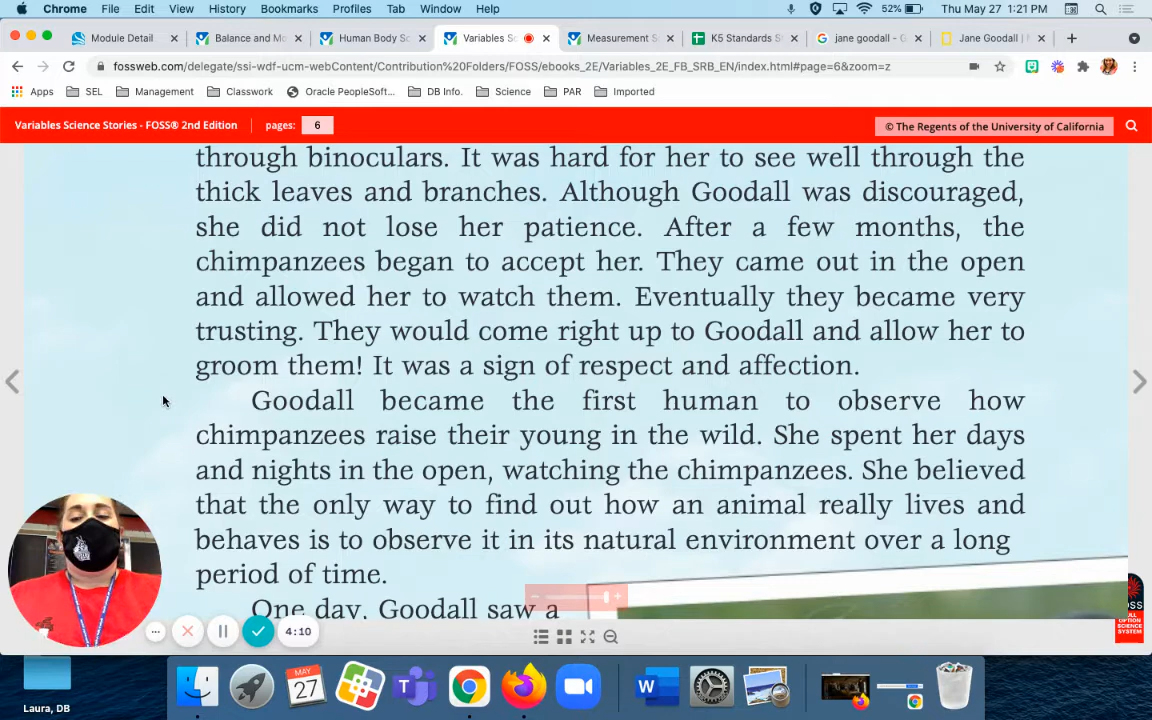 Chrome File Edit View History Bookmarks Profiles Tab Window Help 52% Thu May 27 1:21 PM
Module Detail Balance and Mo Human Body Sc Variables Sc Measurement S K5 Standards S jane goodall - G Jane Goodall |
fossweb.com/delegate/ssi-wdf-ucm-webContent/Contribution%20Folders/FOSS/ebooks_2E/Variables_2E_FB_SRB_EN/index.html#page=6&zoom=z
Apps SEL Management Classwork Oracle PeopleSoft... DB Info. Science PAR Imported
Variables Science Stories - FOSS® 2nd Edition pages: 6 © The Regents of the University of California
through binoculars. It was hard for her to see well through the
thick leaves and branches. Although Goodall was discouraged,
she did not lose her patience. After a few months, the
chimpanzees began to accept her. They came out in the open
and allowed her to watch them. Eventually they became very
trusting. They would come right up to Goodall and allow her to
groom them! It was a sign of respect and affection.
Goodall became the first human to observe how
chimpanzees raise their young in the wild. She spent her days
and nights in the open, watching the chimpanzees. She believed
that the only way to find out how an animal really lives and
behaves is to observe it in its natural environment over a long
period of time.
One day, Goodall saw a
4:10
OPTION
SCIENCE
SYSTEM
MAY
27
Laura, DB